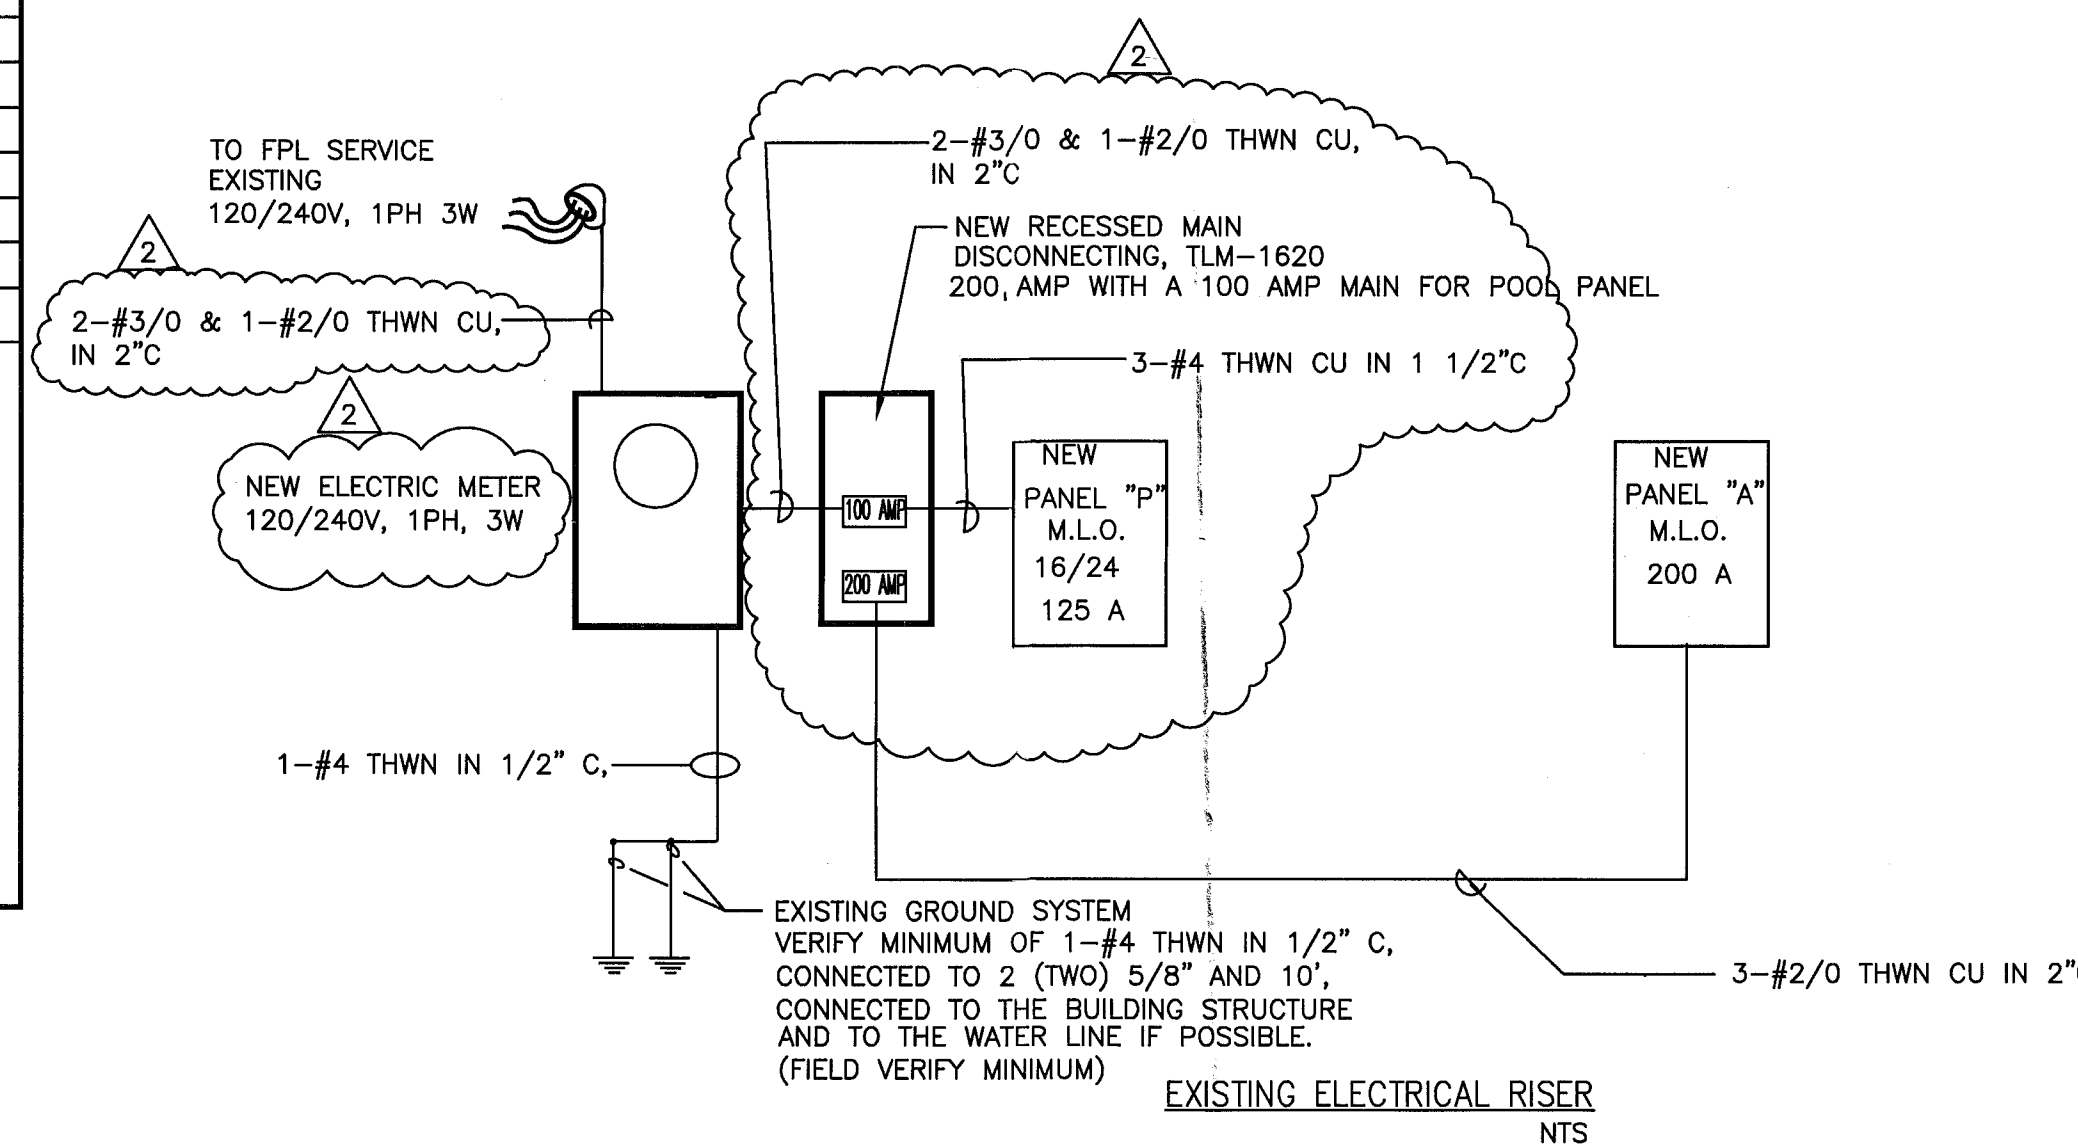 2
TO FPL SERVICE
EXISTING
120/240V, 1PH 3W
2
2-#3/0 & 1-#2/0 THWN CU,
IN 2"C
2-#3/0 & 1-#2/0 THWN CU,
IN 2"C
NEW RECESSED MAIN
DISCONNECTING, TLM-1620
200, AMP WITH A 100 AMP MAIN FOR POOL PANEL
3-#4 THWN CU IN 1 1/2"C
2
NEW ELECTRIC METER
120/240V, 1PH, 3W
100 AMP
200 AMP
NEW
PANEL "P"
M.L.O.
16/24
125 A
NEW
PANEL "A"
M.L.O.
200 A
1-#4 THWN IN 1/2" C,
EXISTING GROUND SYSTEM
VERIFY MINIMUM OF 1-#4 THWN IN 1/2" C,
CONNECTED TO 2 (TWO) 5/8" AND 10',
CONNECTED TO THE BUILDING STRUCTURE
AND TO THE WATER LINE IF POSSIBLE.
(FIELD VERIFY MINIMUM)
3-#2/0 THWN CU IN 2"
EXISTING ELECTRICAL RISER
NTS